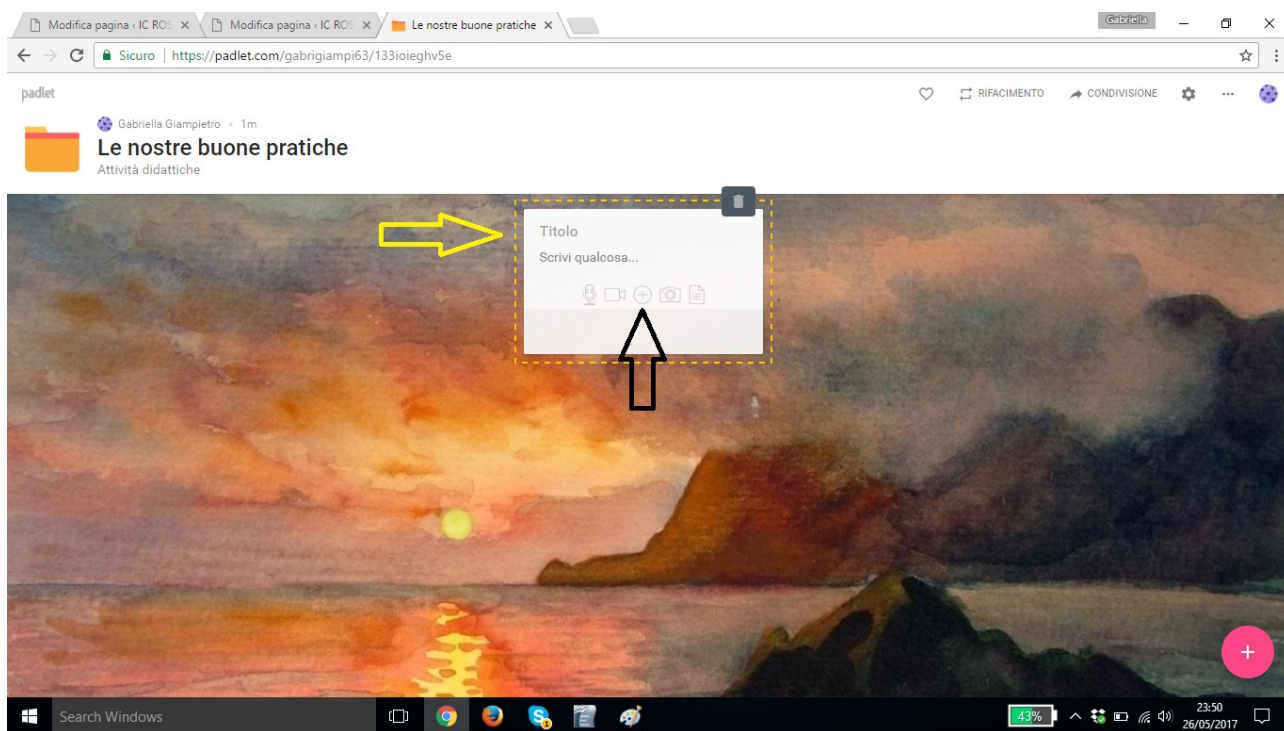 Modifica pagina ‹ IC ROS
Modifica pagina ‹ IC ROS
Le nostre buone pratiche
Gabriella
Sicuro
https://padlet.com/gabrigiampi63/133ioieghv5e
padlet
RIFACIMENTO
CONDIVISIONE
Gabriella Giampietro • 1m
Le nostre buone pratiche
Attività didattiche
Titolo
Scrivi qualcosa...
Search Windows
43%
23:50
26/05/2017